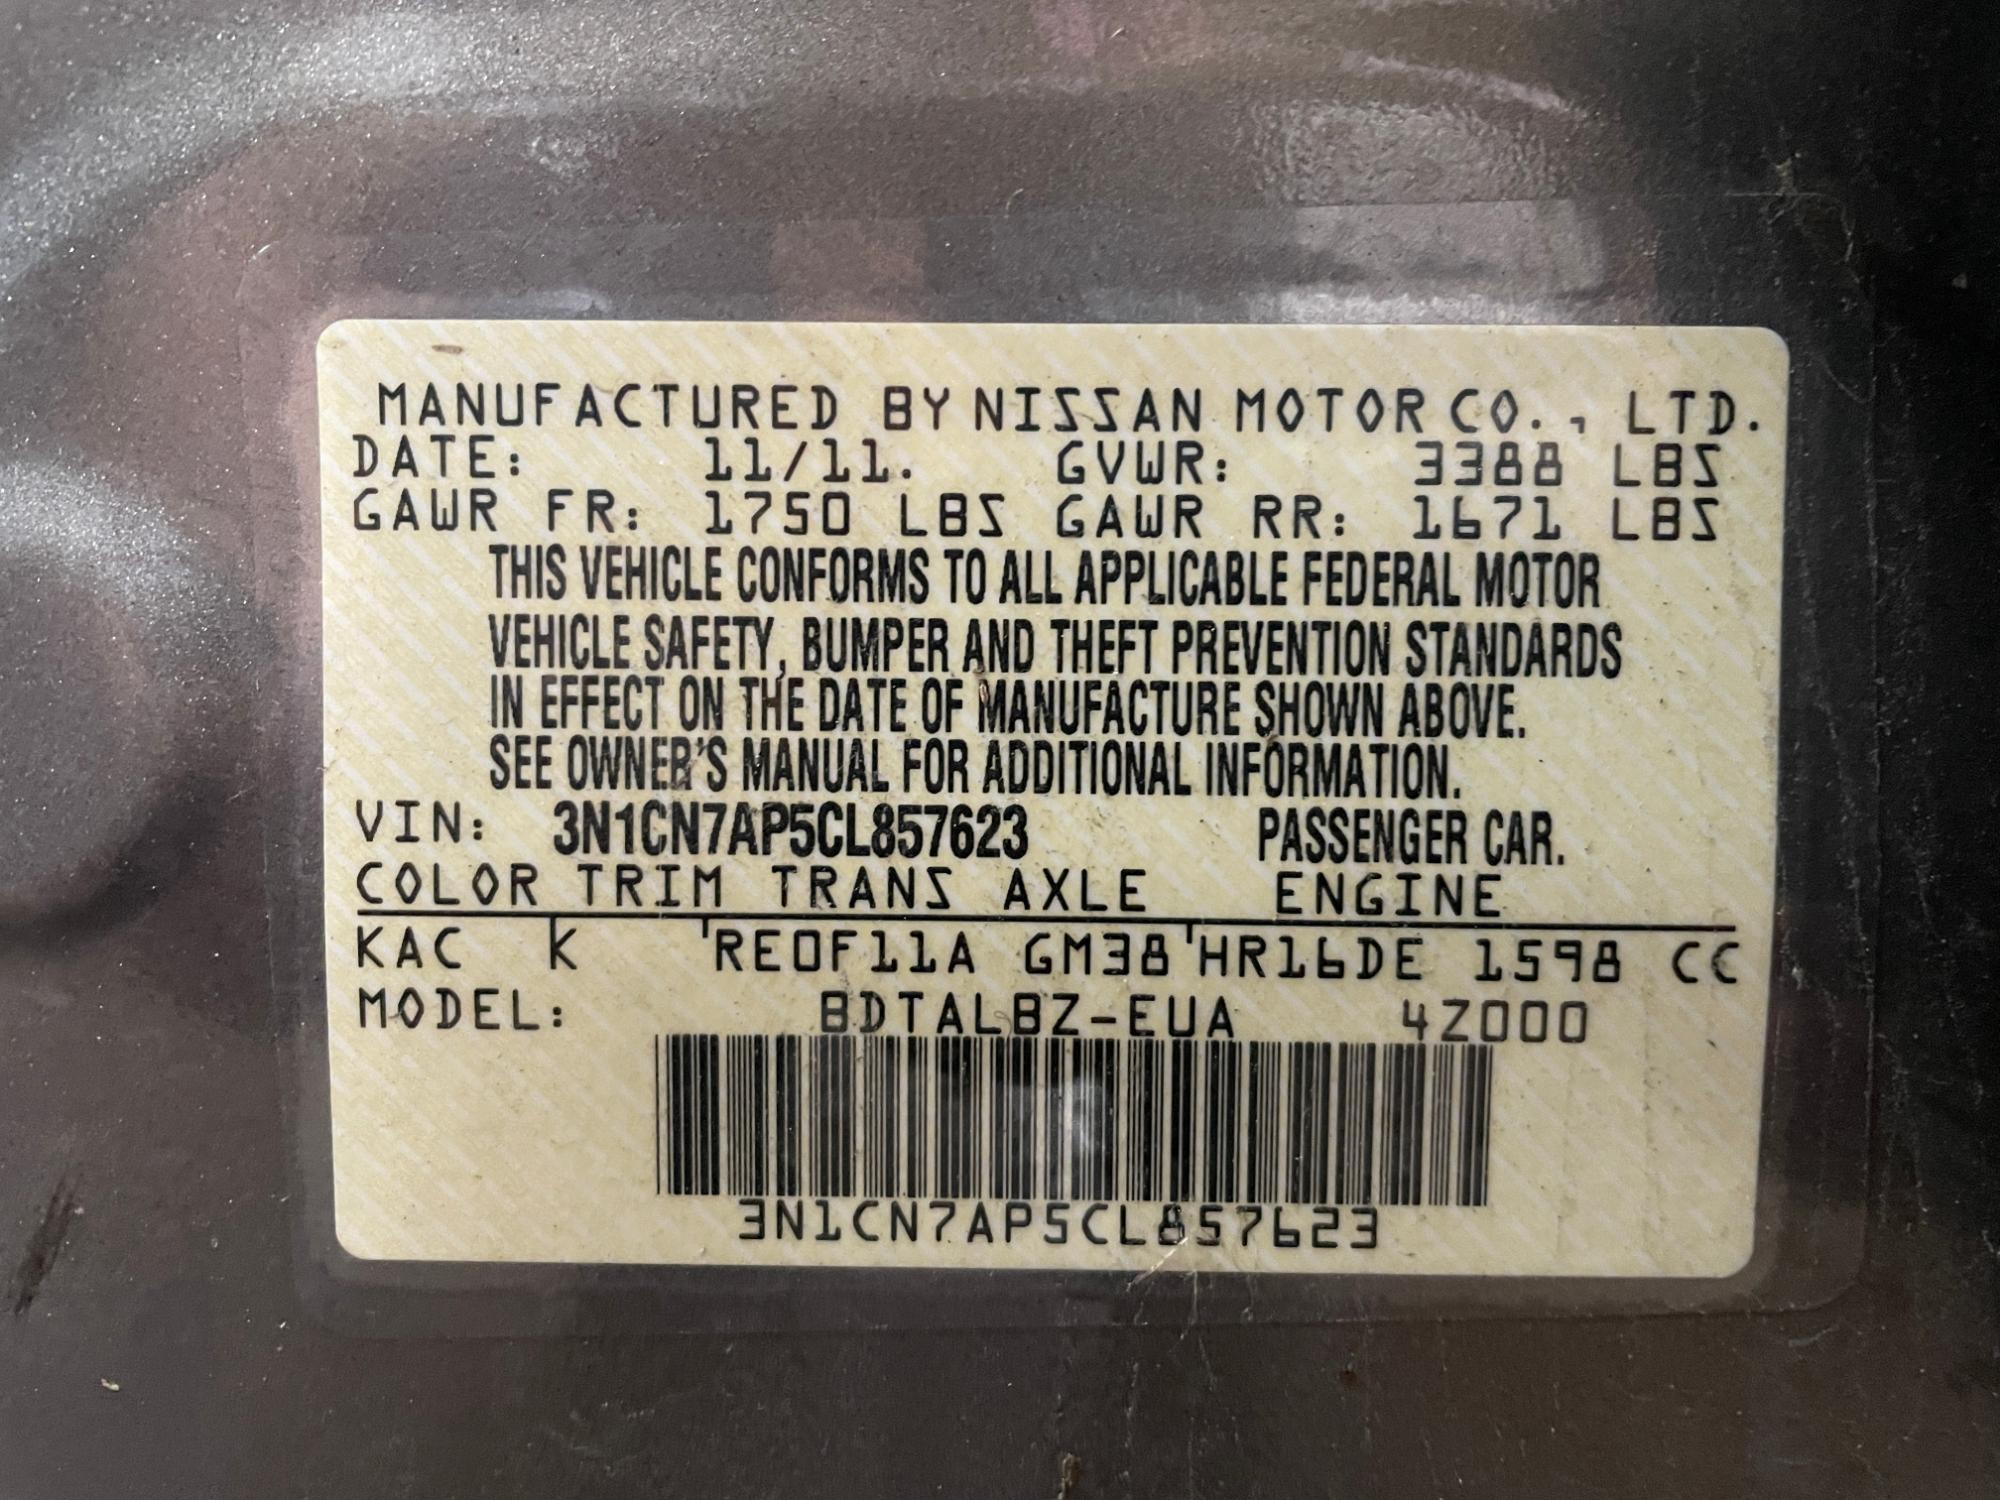 MANUFACTURED BY NISSAN MOTOR CO., LTD.
DATE: 11/11. GVWR: 3388 LBS
GAWR FR: 1750 LBS GAWR RR: 1671 LBS
THIS VEHICLE CONFORMS TO ALL APPLICABLE FEDERAL MOTOR
VEHICLE SAFETY, BUMPER AND THEFT PREVENTION STANDARDS
IN EFFECT ON THE DATE OF MANUFACTURE SHOWN ABOVE.
SEE OWNER'S MANUAL FOR ADDITIONAL INFORMATION.
VIN: 3N1CN7AP5CL857623 PASSENGER CAR.
COLOR TRIM TRANS AXLE ENGINE
KAC K RE0F11A GM38 HR16DE 1598 CC
MODEL: BDTALBZ-EUA 4Z000
3N1CN7AP5CL857623